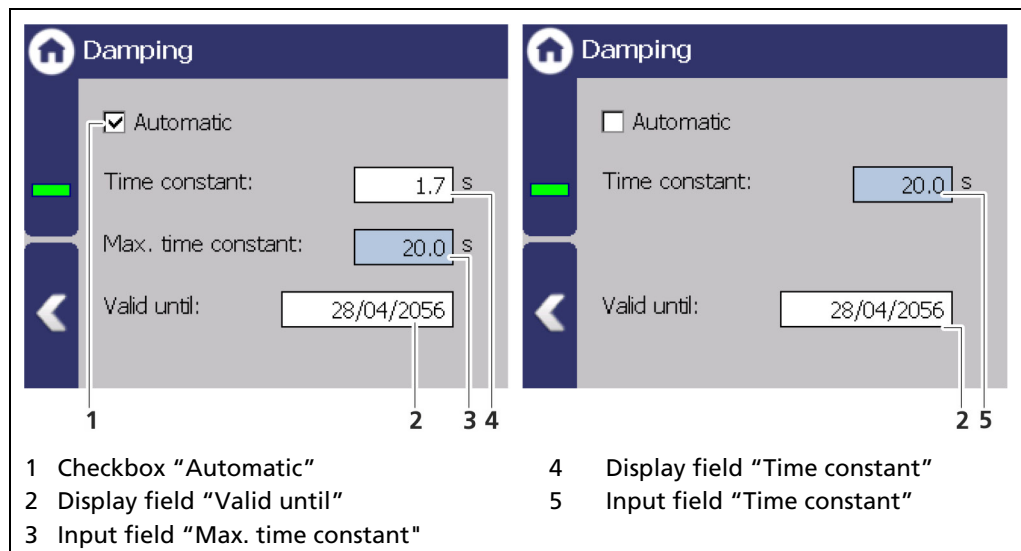 Damping
Automatic
Time constant: 1.7 s
Max. time constant: 20.0 s
Valid until: 28/04/2056
1 2 3 4
Damping
Automatic
Time constant: 20.0 s
Valid until: 28/04/2056
2 5
1 Checkbox “Automatic”
2 Display field “Valid until”
3 Input field “Max. time constant"
4 Display field “Time constant”
5 Input field “Time constant”